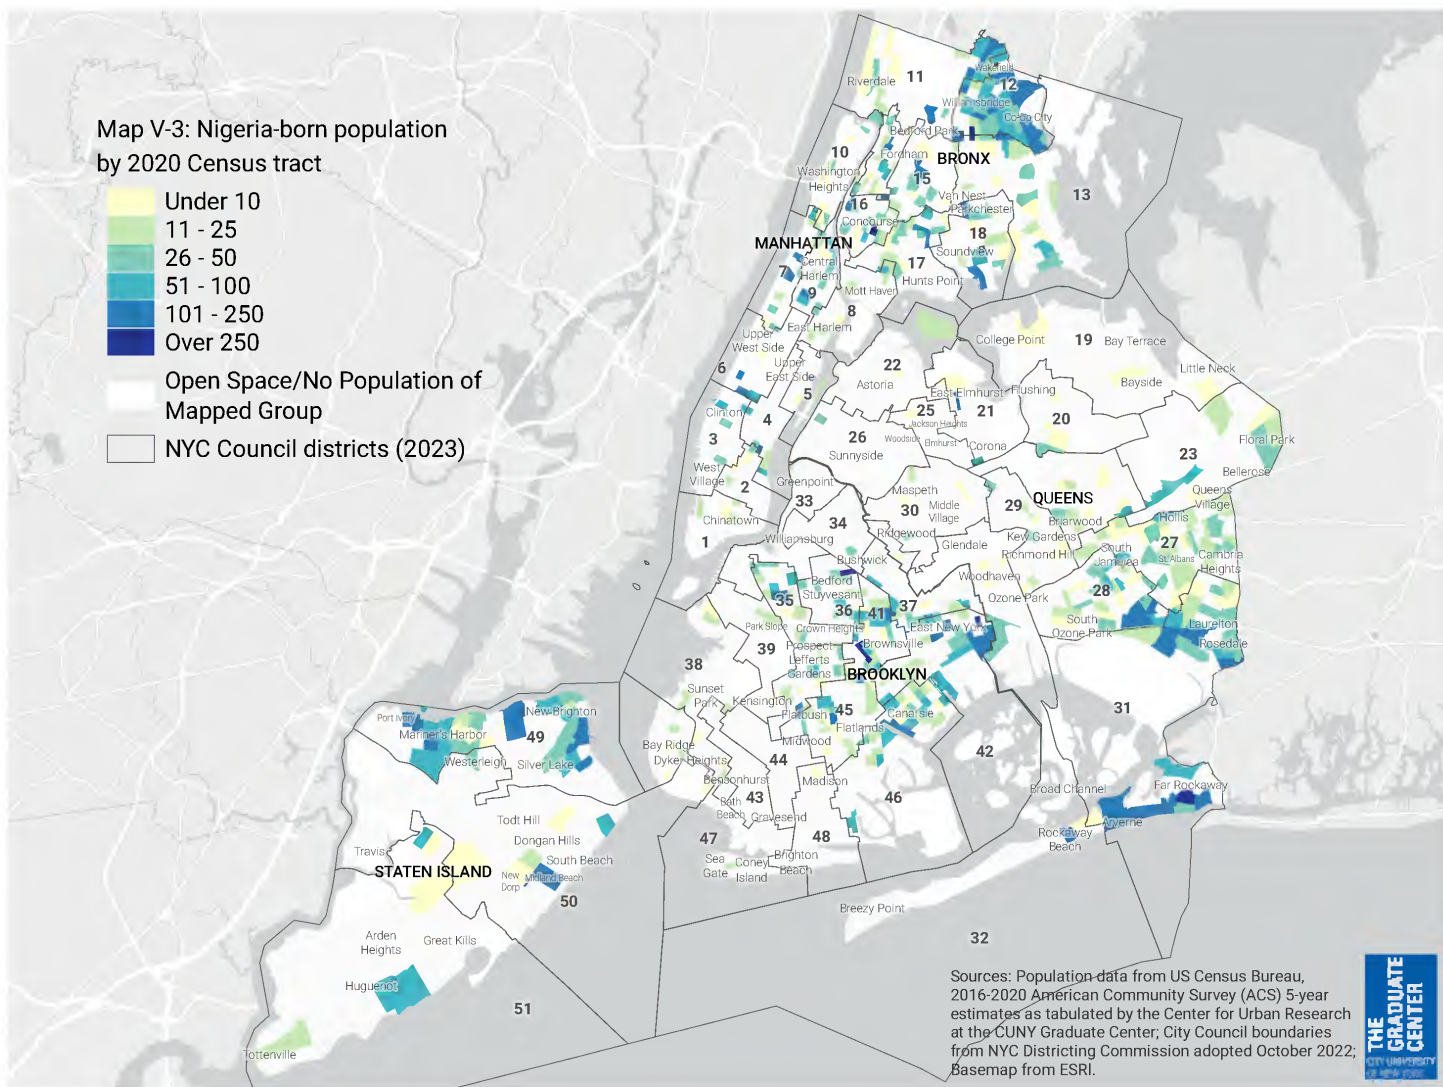 Map V-3: Nigeria-born population
by 2020 Census tract
Under 10
11 - 25
26 - 50
51 - 100
101 - 250
Over 250
Open Space/No Population of
Mapped Group
NYC Council districts (2023)
Riverdale
11
Wakefield
12
Williamsbridge
Co-Op City
Bedford Park
BRONX
10
Washington
Heights
Fordham
15
Van Nest
Parkchester
13
16
Concourse
18
Soundview
MANHATTAN
7
Central
Harlem
9
17
Hunts Point
Mott Haven
8
East Harlem
Upper
West Side
6
Upper
East Side
5
22
Astoria
College Point
19
Bay Terrace
Little Neck
Bayside
East Elmhurst
Flushing
Clinton
4
25
21
20
Jackson Heights
3
26
Woodside
Elmhurst
Corona
Sunnyside
Floral Park
23
Bellerose
West
Village
2
Greenpoint
Maspeth
33
30
Middle
Village
29
QUEENS
Queens
Village
Chinatown
34
Briarwood
Hollis
1
Williamsburg
Ridgewood
Glendale
Kew Gardens
Richmond Hill
South
Jamaica
27
St. Albans
Cambria
Heights
Bushwick
Bedford
Stuyvesant
Woodhaven
Ozone Park
28
35
36
41
37
Park Slope
Crown Heights
East New York
South
Ozone Park
Laurelton
Rosedale
39
Prospect
Lefferts
Gardens
Brownsville
BROOKLYN
38
Sunset
Park
Kensington
Flatbush
45
Canarsie
Flatlands
31
Port Ivory
New Brighton
Mariner's Harbor
49
Westerleigh
Silver Lake
Bay Ridge
Dyker Heights
Midwood
44
42
Bensonhurst
Madison
Broad Channel
Far Rockaway
43
46
Bath
Beach
Gravesend
Arverne
Todt Hill
Dongan Hills
47
48
Rockaway
Beach
Travis
South Beach
Sea
Gate
Coney
Island
Brighton
Beach
STATEN ISLAND
New
Dorp
Midland Beach
50
Breezy Point
Arden
Heights
Great Kills
32
Huguenot
51
Tottenville
Sources: Population data from US Census Bureau,
2016-2020 American Community Survey (ACS) 5-year
estimates as tabulated by the Center for Urban Research
at the CUNY Graduate Center; City Council boundaries
from NYC Districting Commission adopted October 2022;
Basemap from ESRI.
THE
GRADUATE
CENTER
CITY UNIVERSITY
OF NEW YORK